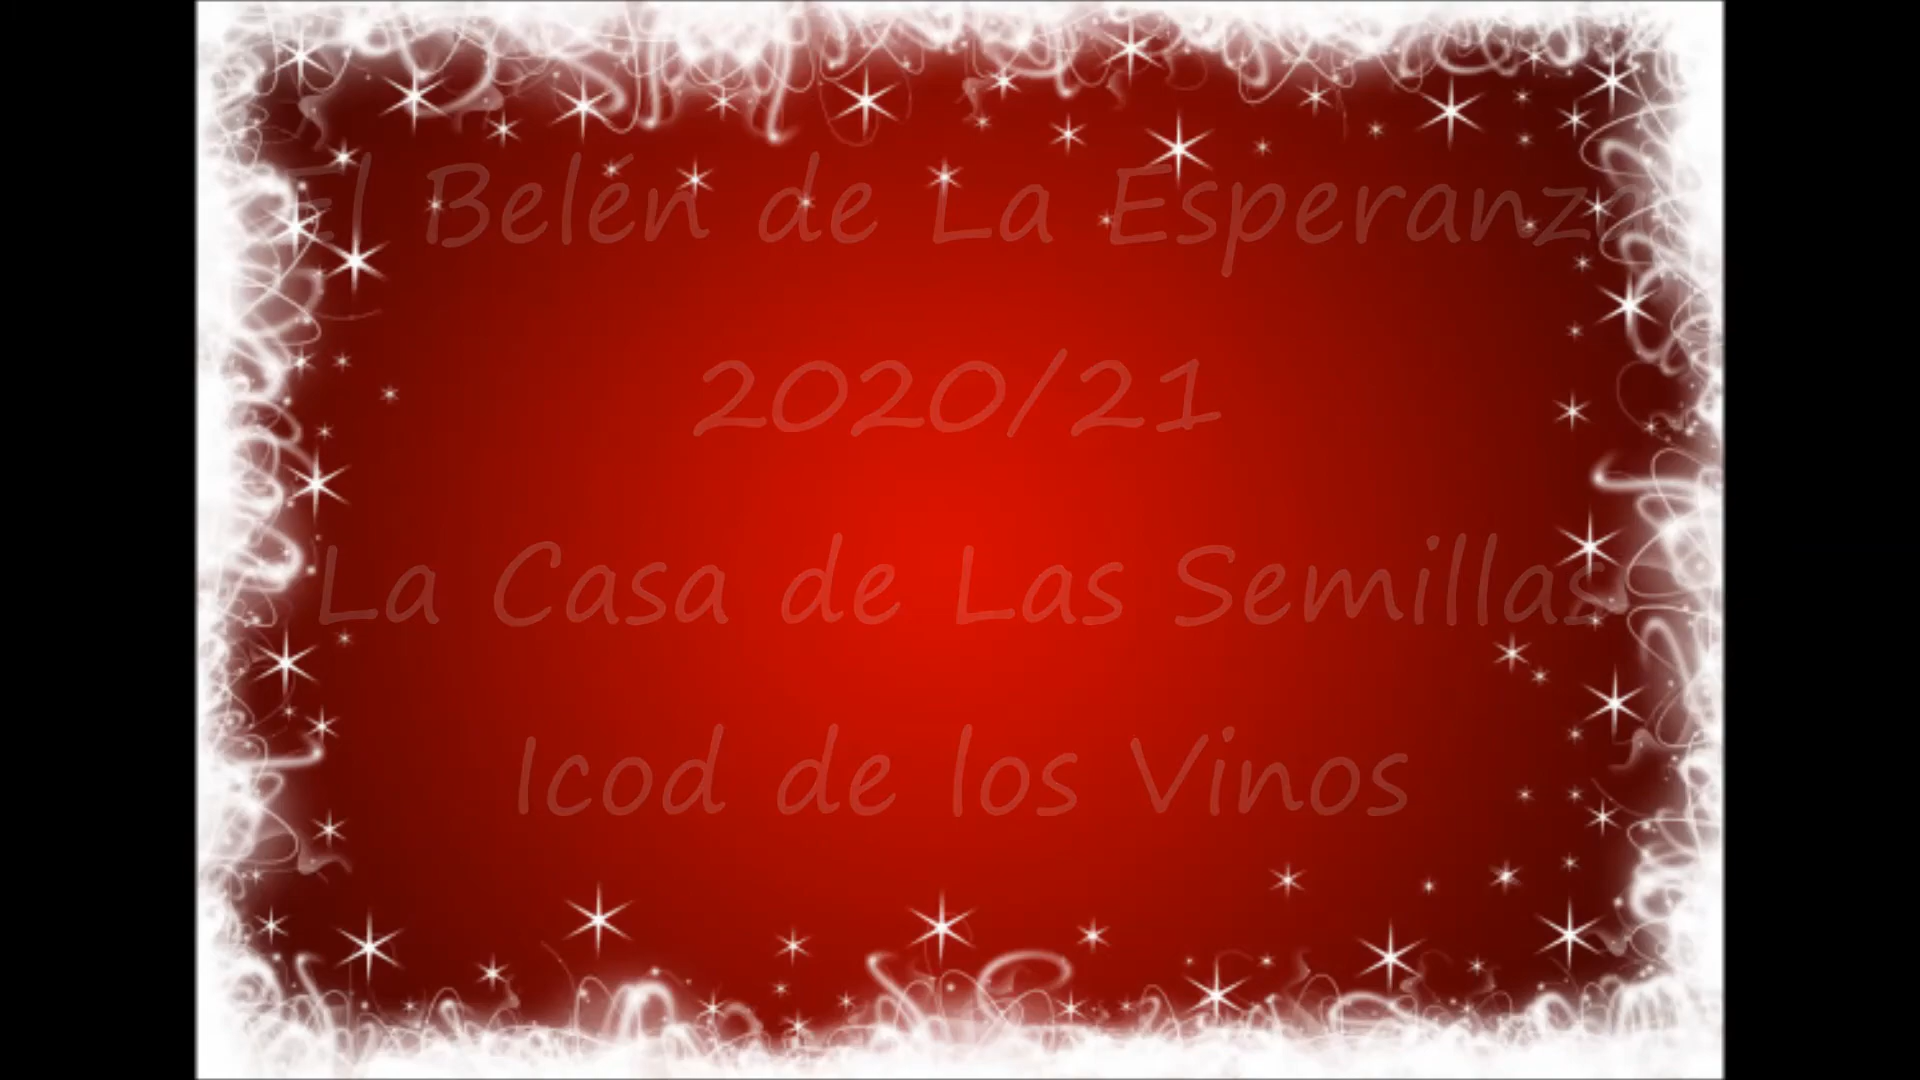 El Belén de La Esperanza
2020/21
La Casa de Las Semillas
Icod de los Vinos